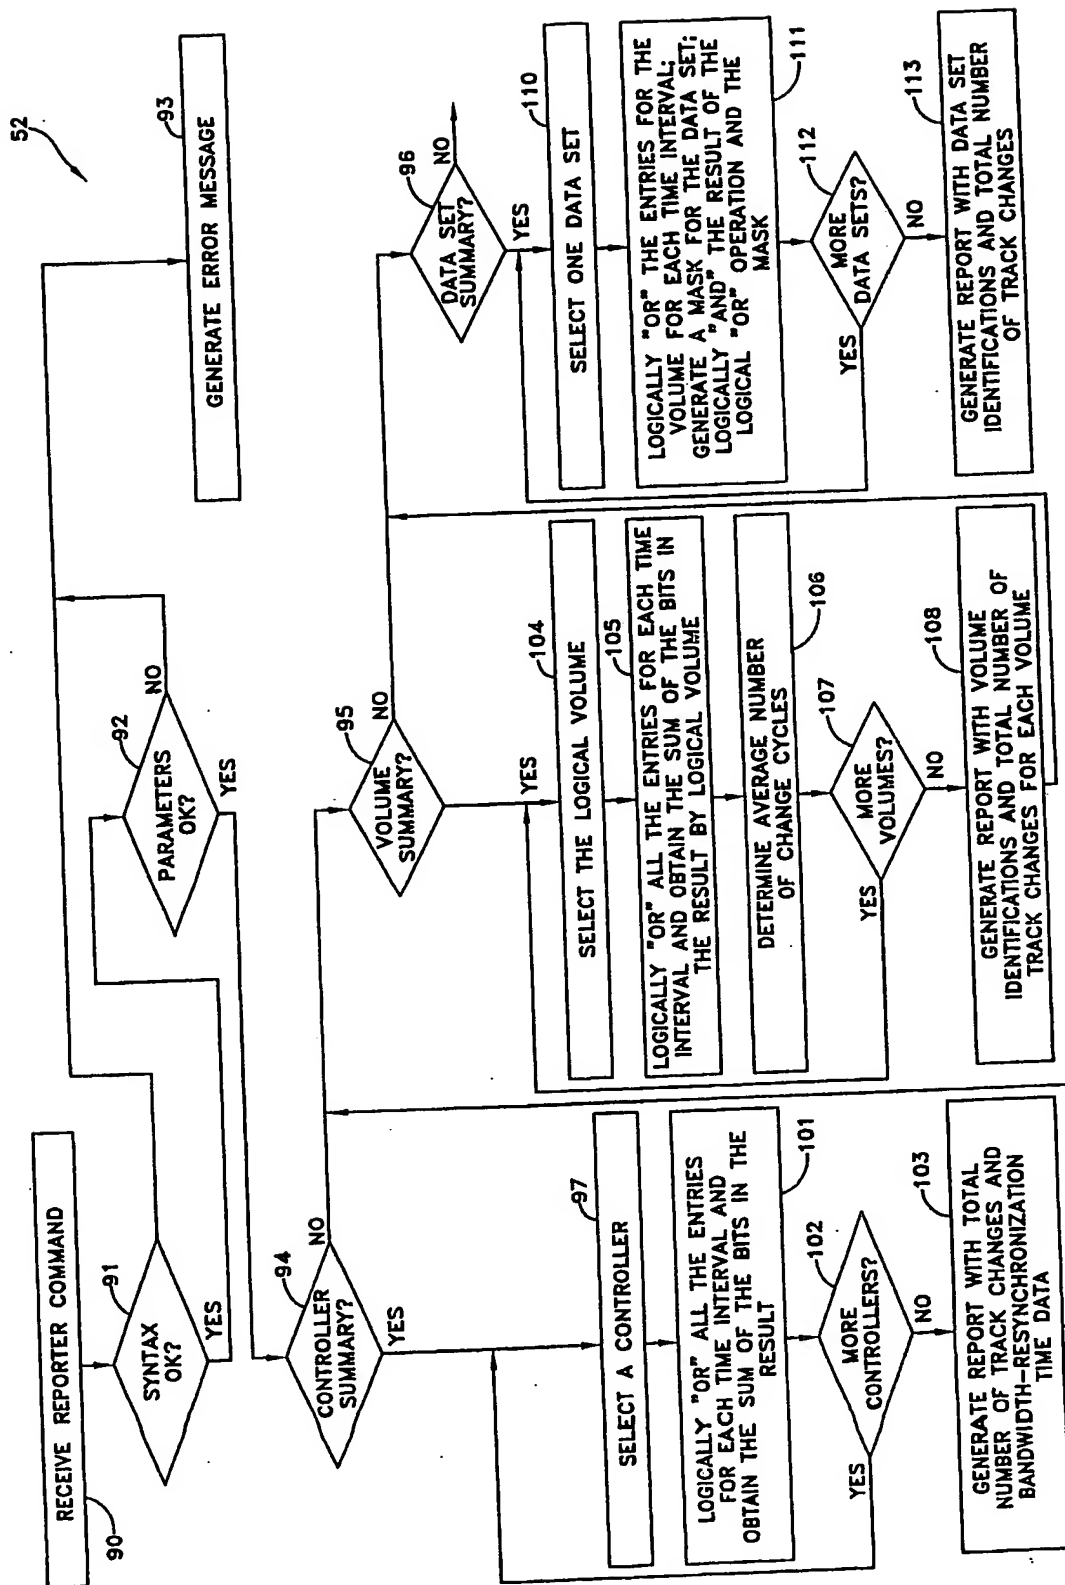 52
RECEIVE REPORTER COMMAND
90
SYNTAX
OK?
91
YES
PARAMETERS
OK?
92
NO
YES
GENERATE ERROR MESSAGE
93
CONTROLLER
SUMMARY?
94
NO
YES
SELECT A CONTROLLER
97
LOGICALLY "OR" ALL THE ENTRIES
FOR EACH TIME INTERVAL AND
OBTAIN THE SUM OF THE BITS IN THE
RESULT
101
MORE
CONTROLLERS?
102
YES
NO
GENERATE REPORT WITH TOTAL
NUMBER OF TRACK CHANGES AND
BANDWIDTH-RESYNCHRONIZATION
TIME DATA
103
VOLUME
SUMMARY?
95
NO
YES
SELECT THE LOGICAL VOLUME
104
LOGICALLY "OR" ALL THE ENTRIES FOR EACH TIME
INTERVAL AND OBTAIN THE SUM OF THE BITS IN
THE RESULT BY LOGICAL VOLUME
105
DETERMINE AVERAGE NUMBER
OF CHANGE CYCLES
106
MORE
VOLUMES?
107
YES
NO
GENERATE REPORT WITH VOLUME
IDENTIFICATIONS AND TOTAL NUMBER OF
TRACK CHANGES FOR EACH VOLUME
108
DATA SET
SUMMARY?
96
NO
YES
SELECT ONE DATA SET
110
LOGICALLY "OR" THE ENTRIES FOR THE
VOLUME FOR EACH TIME INTERVAL;
GENERATE A MASK FOR THE DATA SET;
LOGICALLY "AND" THE RESULT OF THE
LOGICAL "OR" OPERATION AND THE
MASK
111
MORE
DATA SETS?
112
YES
NO
GENERATE REPORT WITH DATA SET
IDENTIFICATIONS AND TOTAL NUMBER
OF TRACK CHANGES
113